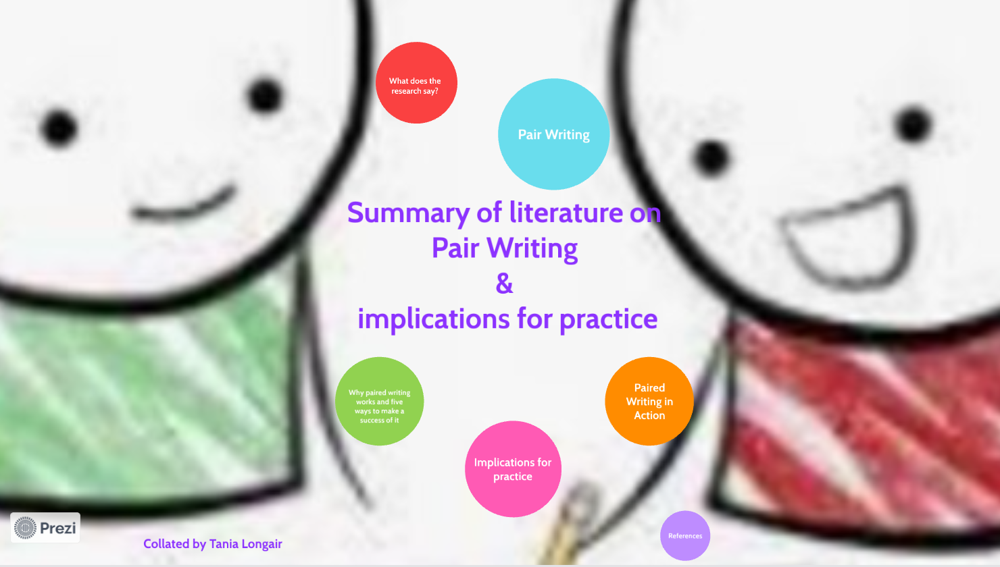 What does the
research say?
Pair Writing
Summary of literature on
Pair Writing
&
implications for practice
Why paired writing
works and five
ways to make a
success of it
Paired
Writing in
Action
Implications for
practice
References
Prezi
Collated by Tania Longair